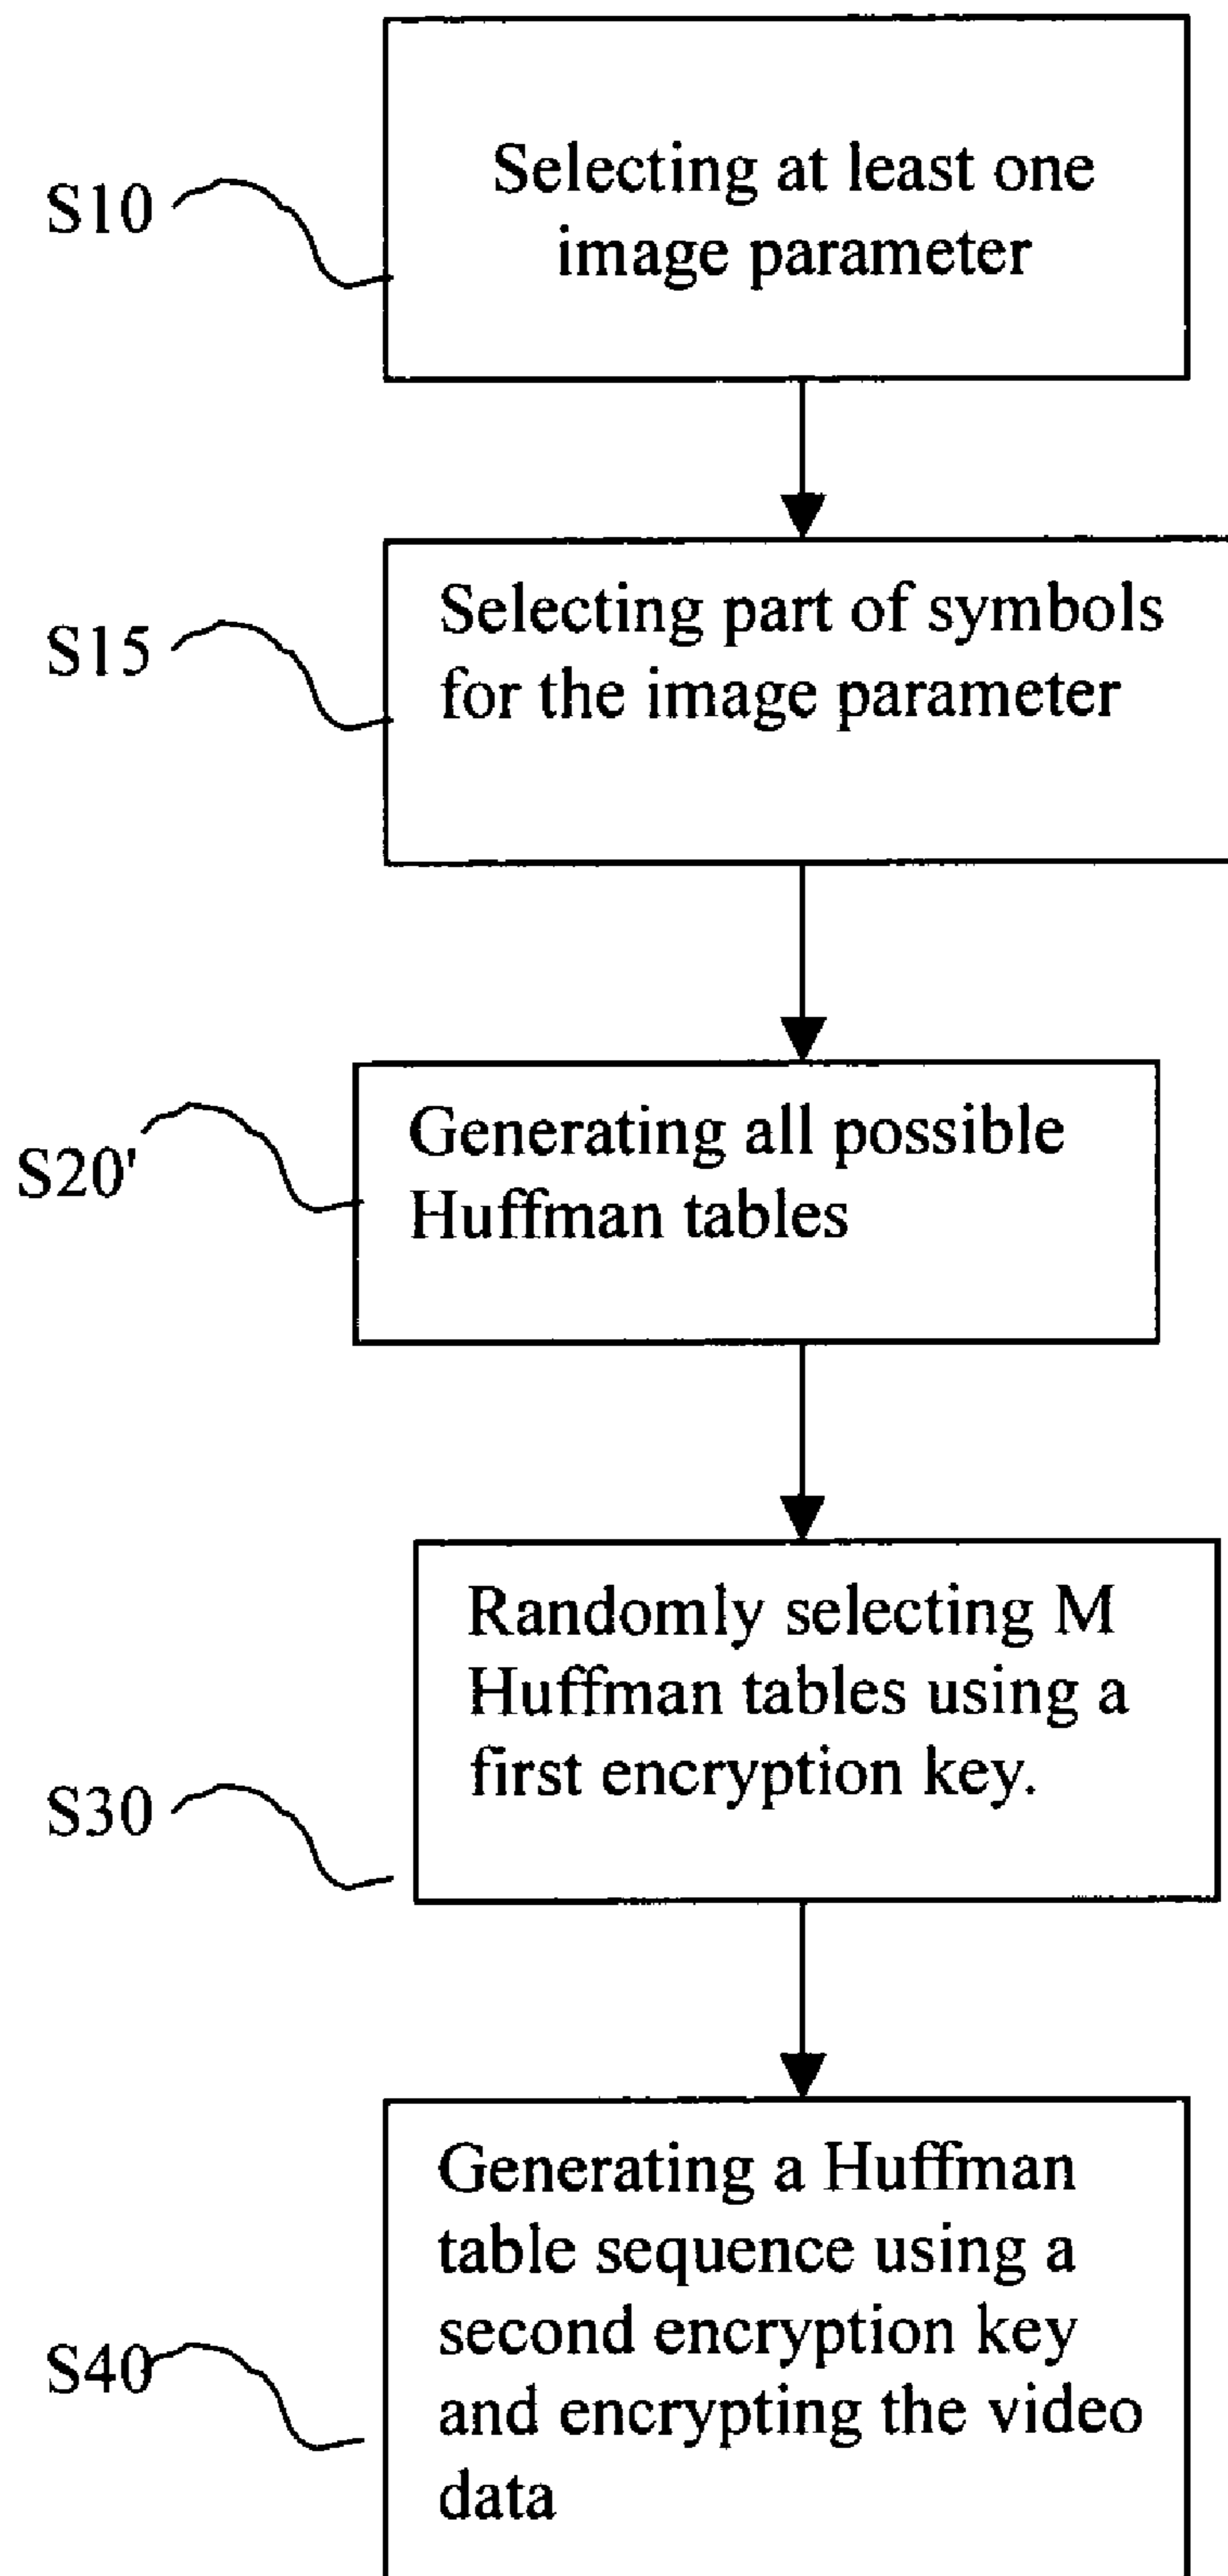 S10
Selecting at least one
image parameter
S15
Selecting part of symbols
for the image parameter
S20'
Generating all possible
Huffman tables
S30
Randomly selecting M
Huffman tables using a
first encryption key.
S40
Generating a Huffman
table sequence using a
second encryption key
and encrypting the video
data